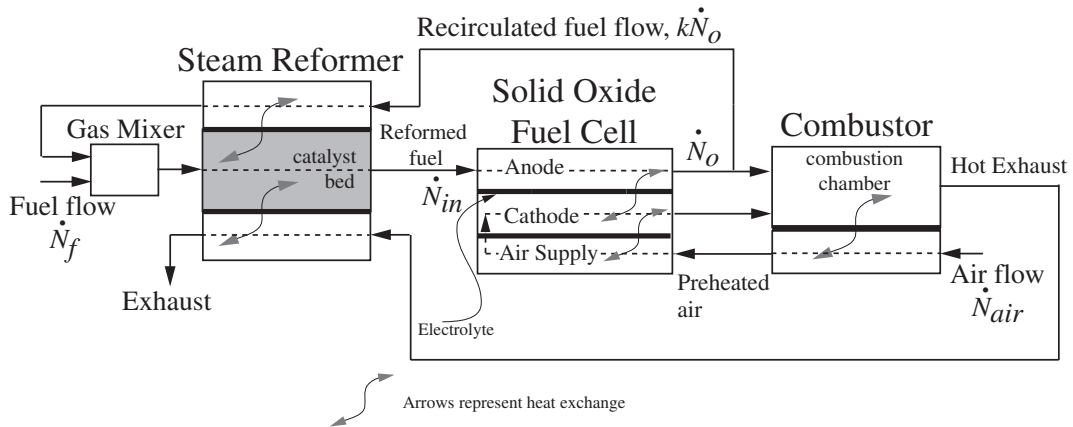 Recirculated fuel flow, kṄo
Steam Reformer
Solid Oxide
Fuel Cell
Combustor
Gas Mixer
Reformed
fuel
Ṅo
combustion
chamber
Hot Exhaust
catalyst
bed
Anode
Ṅin
Fuel flow
Ṅf
Cathode
Air Supply
Exhaust
Preheated
air
Air flow
Ṅair
Electrolyte
Arrows represent heat exchange